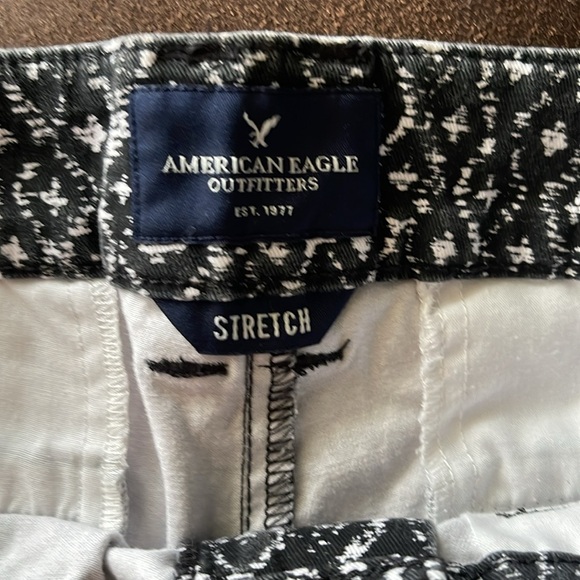 AMERICAN EAGLE
OUTFITTERS
EST. 1977
STRETCH